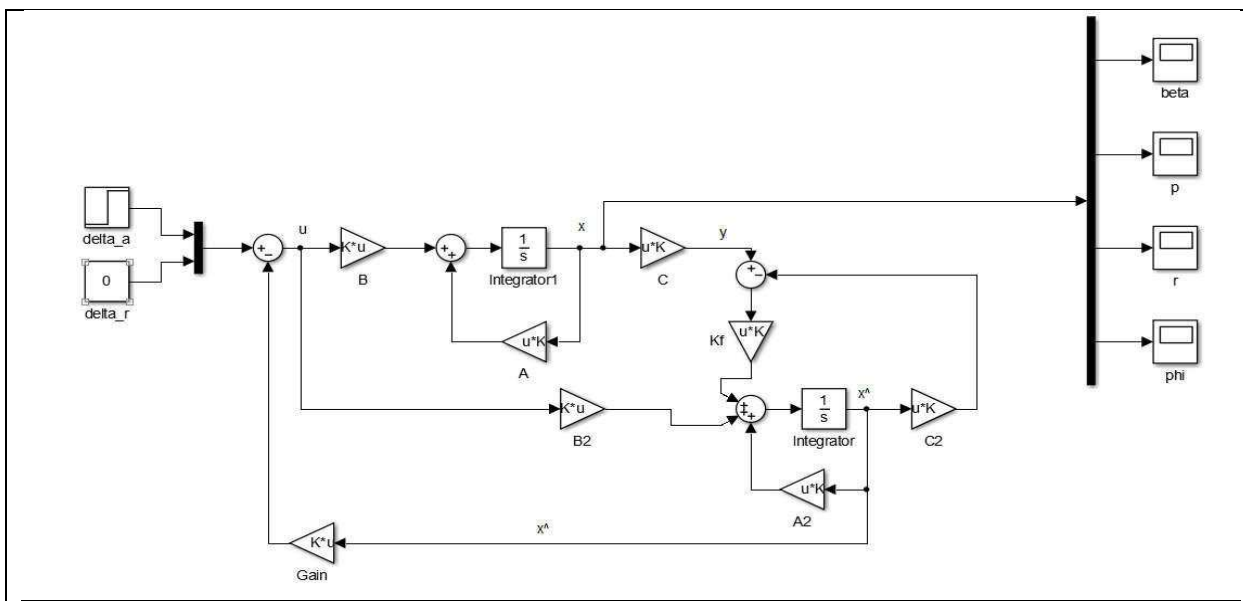 beta
p
r
phi
delta_a
0
delta_r
+
−
u
K*u
B
+
+
1
s
Integrator1
x
u*K
C
y
+
−
u*K
A
u*K
Kf
K*u
B2
+
+
+
1
s
Integrator
x^
u*K
C2
u*K
A2
x^
K*u
Gain